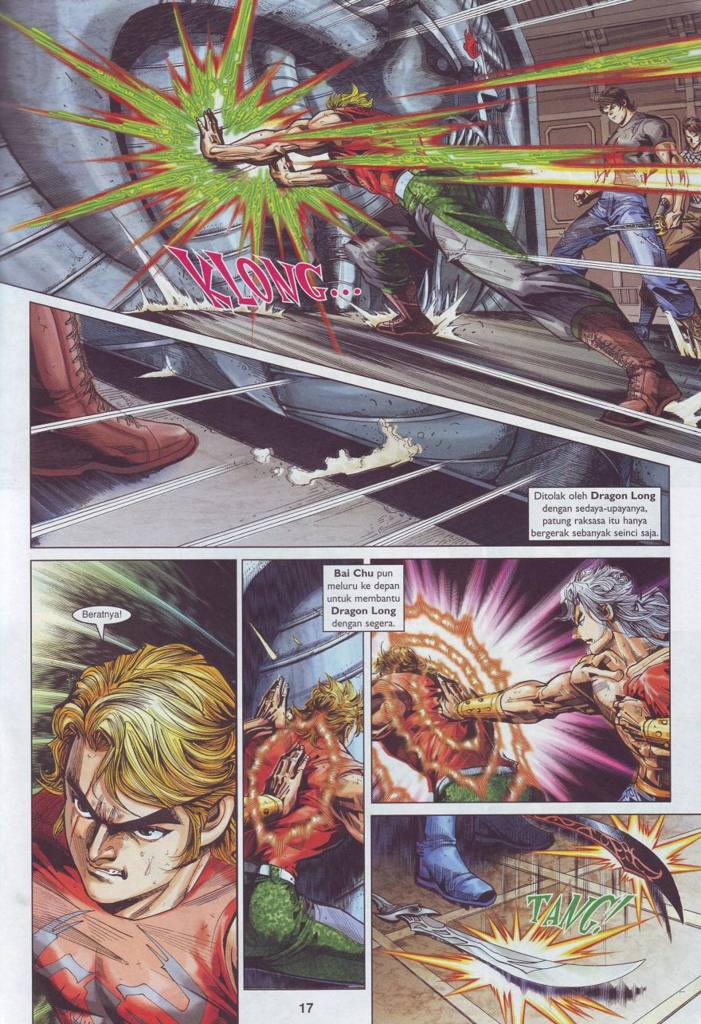 KLONG...
Ditolak oleh Dragon Long
dengan sedaya-upayanya,
patung raksasa itu hanya
bergerak sebanyak seinci saja.
Beratnya!
Bai Chu pun
meluru ke depan
untuk membantu
Dragon Long
dengan segera.
TANG!
17